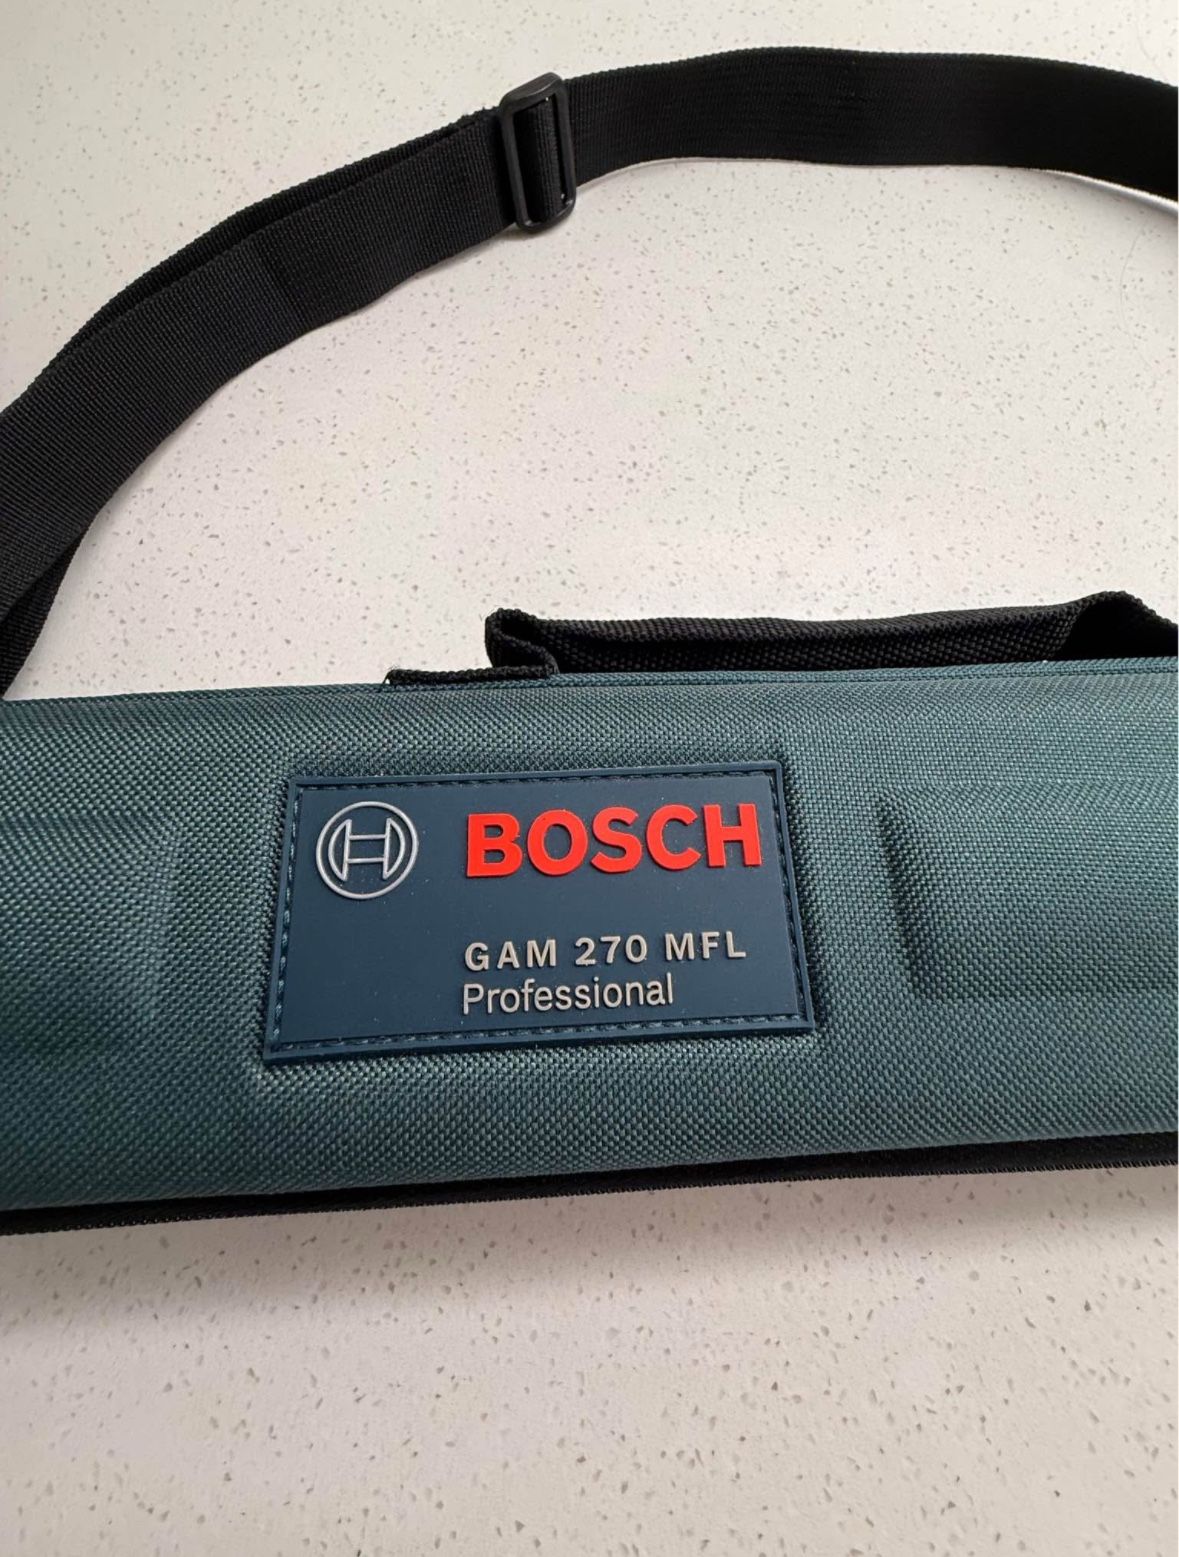 BOSCH
GAM 270 MFL
Professional